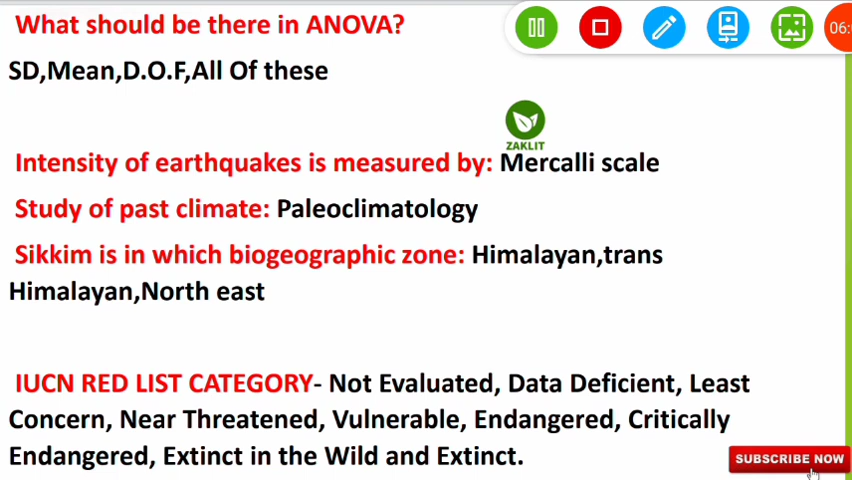 What should be there in ANOVA?
06:
SD,Mean,D.O.F,All Of these
ZAKLIT
Intensity of earthquakes is measured by: Mercalli scale
Study of past climate: Paleoclimatology
Sikkim is in which biogeographic zone: Himalayan,trans
Himalayan,North east
IUCN RED LIST CATEGORY- Not Evaluated, Data Deficient, Least
Concern, Near Threatened, Vulnerable, Endangered, Critically
Endangered, Extinct in the Wild and Extinct.
SUBSCRIBE NOW